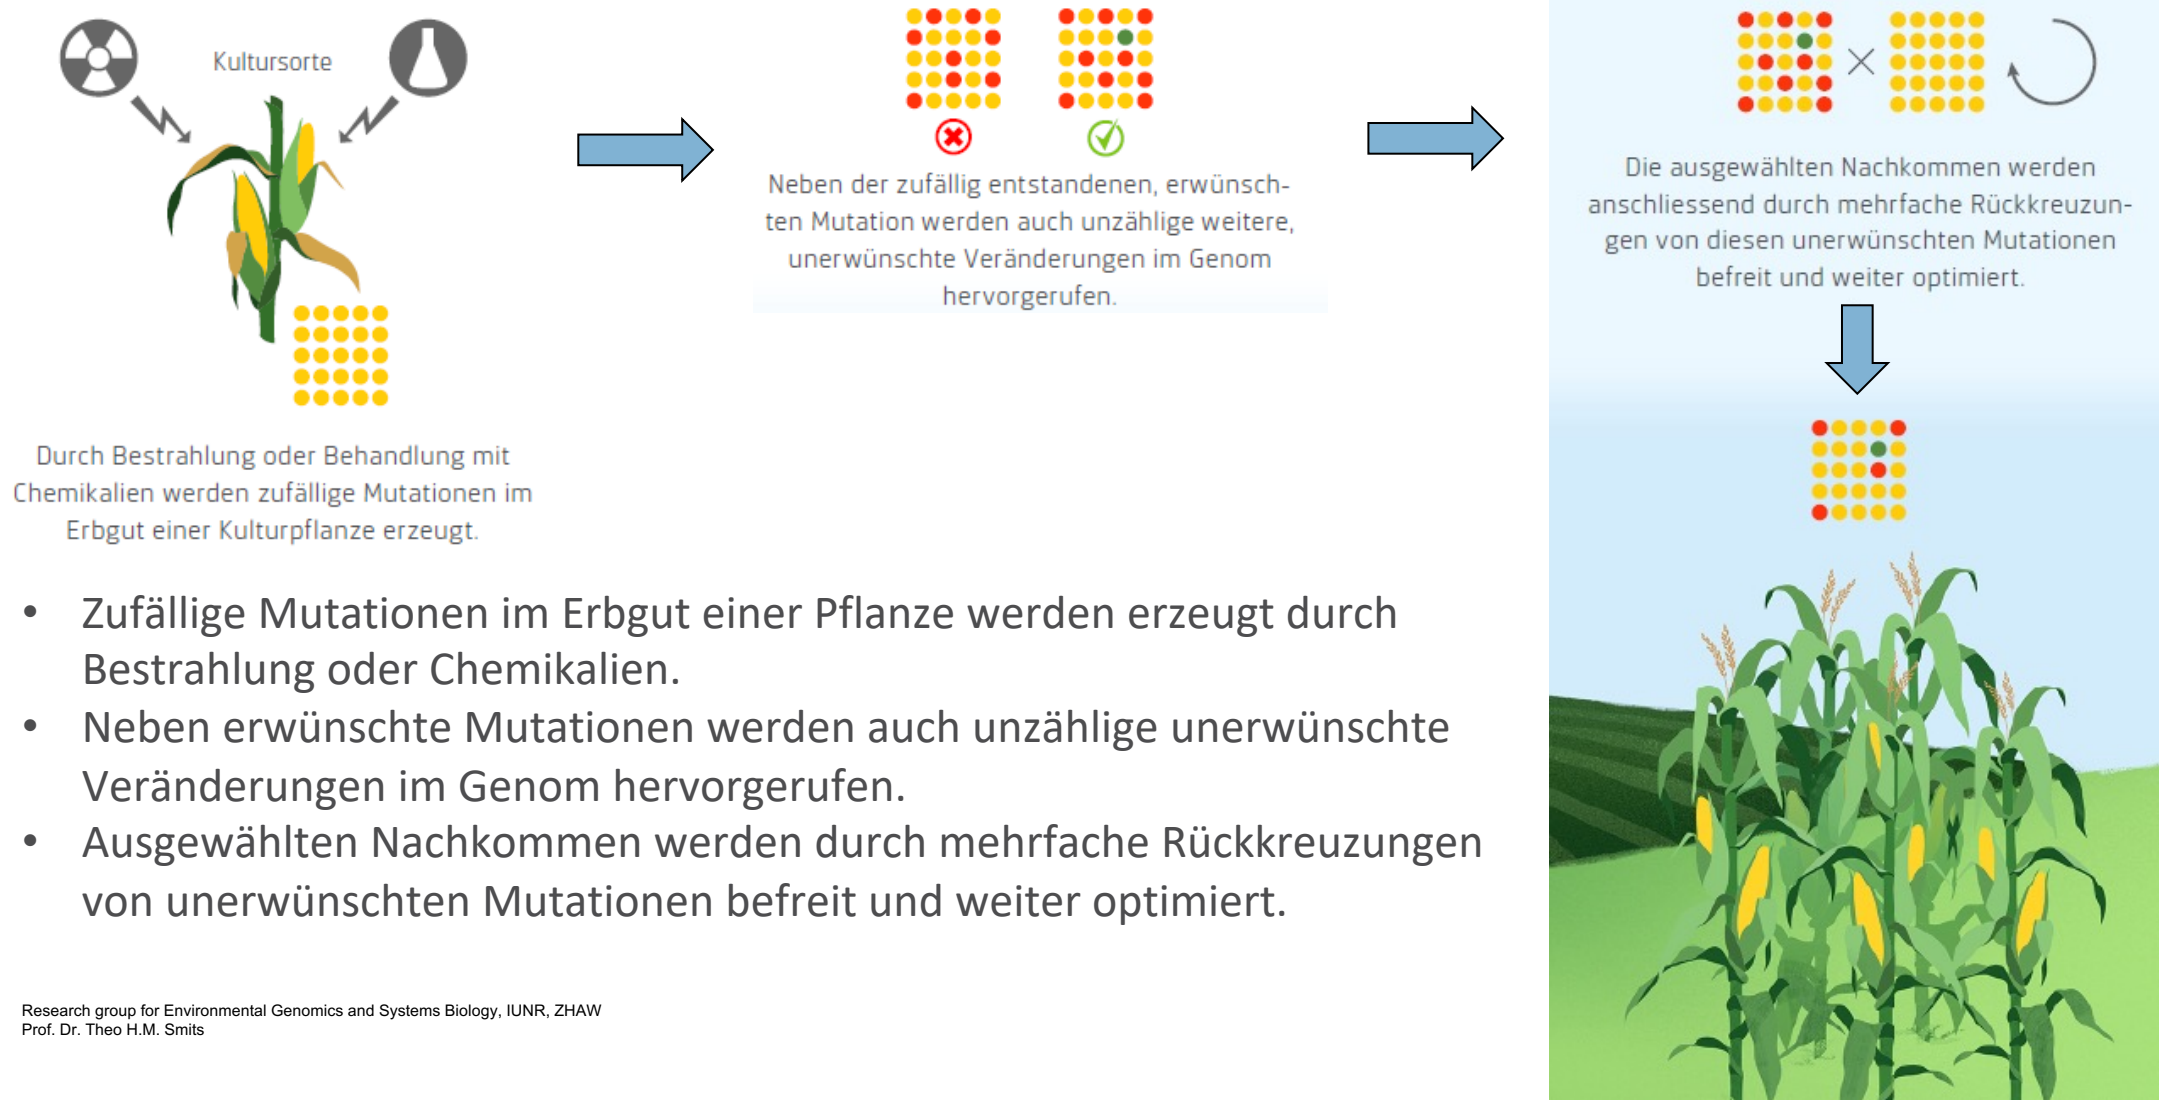 Kultursorte
Durch Bestrahlung oder Behandlung mit
Chemikalien werden zufällige Mutationen im
Erbgut einer Kulturpflanze erzeugt.
Neben der zufällig entstandenen, erwünsch-
ten Mutation werden auch unzählige weitere,
unerwünschte Veränderungen im Genom
hervorgerufen.
Die ausgewählten Nachkommen werden
anschliessend durch mehrfache Rückkreuzun-
gen von diesen unerwünschten Mutationen
befreit und weiter optimiert.
• Zufällige Mutationen im Erbgut einer Pflanze werden erzeugt durch
Bestrahlung oder Chemikalien.
• Neben erwünschte Mutationen werden auch unzählige unerwünschte
Veränderungen im Genom hervorgerufen.
• Ausgewählten Nachkommen werden durch mehrfache Rückkreuzungen
von unerwünschten Mutationen befreit und weiter optimiert.
Research group for Environmental Genomics and Systems Biology, IUNR, ZHAW
Prof. Dr. Theo H.M. Smits